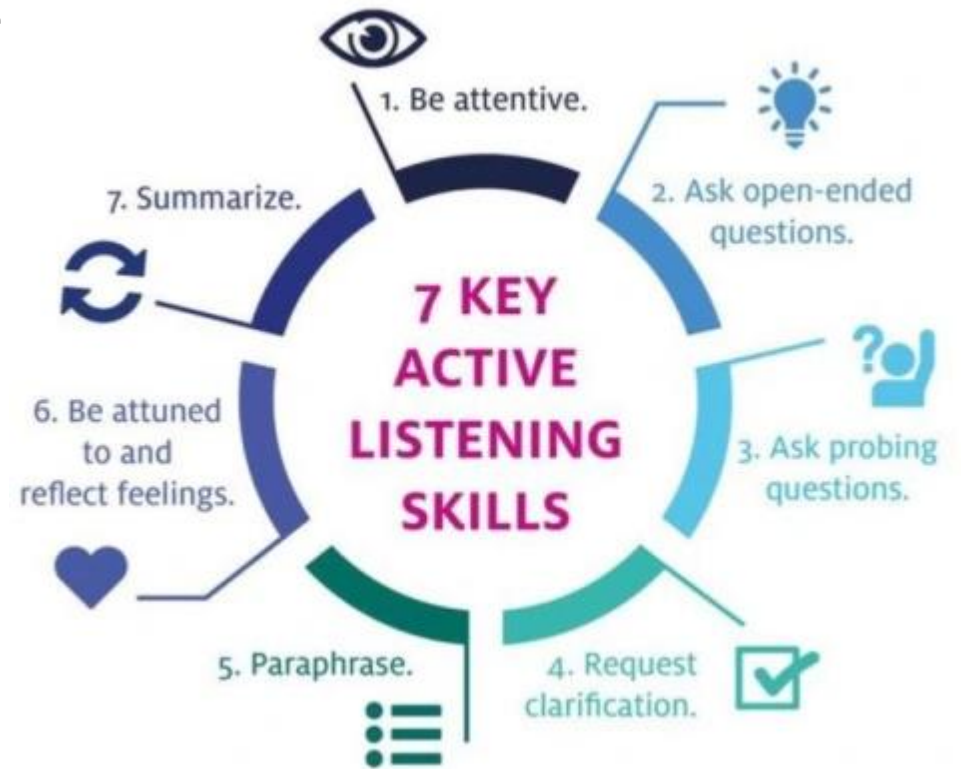 7 KEY
ACTIVE
LISTENING
SKILLS
1. Be attentive.
2. Ask open-ended
questions.
3. Ask probing
questions.
4. Request
clarification.
5. Paraphrase.
6. Be attuned
to and
reflect feelings.
7. Summarize.